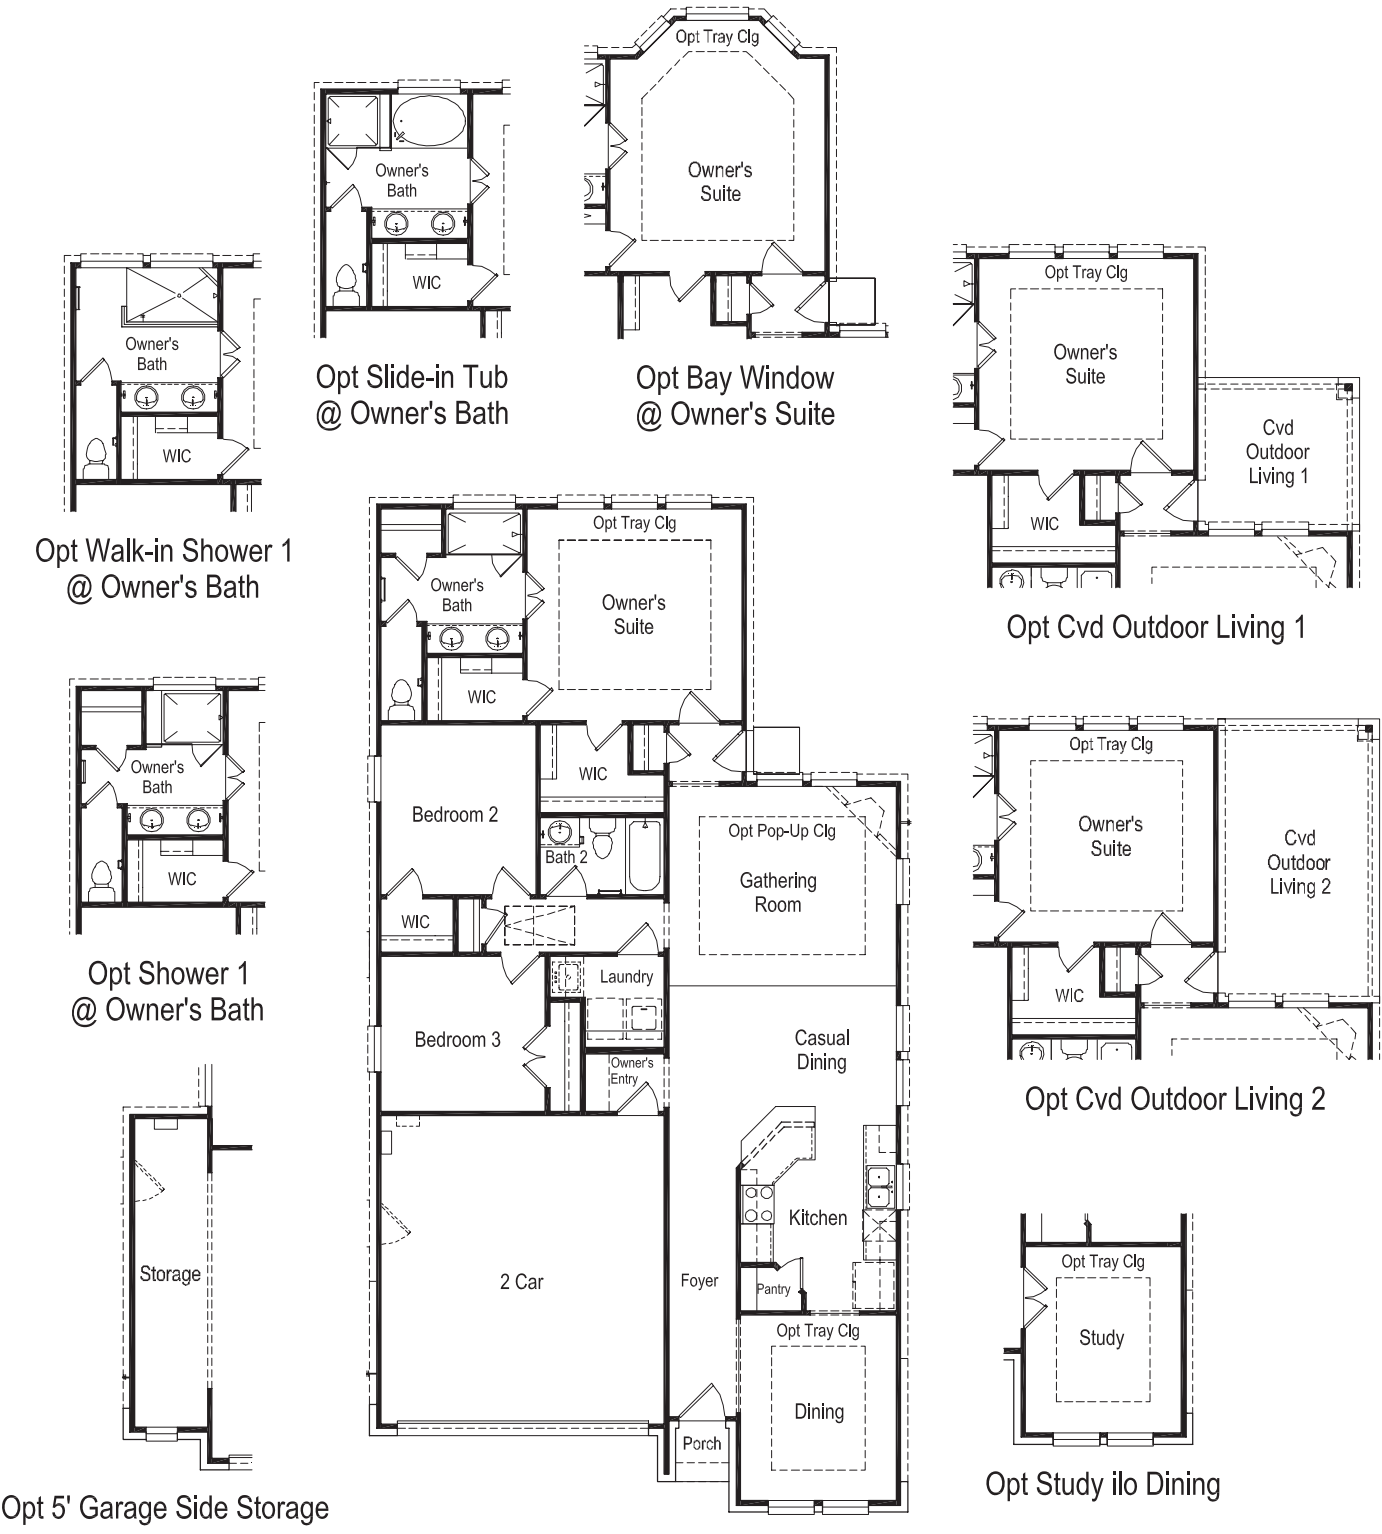 Opt Tray Clg
Owner's
Suite
Opt Bay Window
@ Owner's Suite
Owner's
Bath
WIC
Opt Slide-in Tub
@ Owner's Bath
Owner's
Bath
WIC
Opt Walk-in Shower 1
@ Owner's Bath
Opt Tray Clg
Owner's
Suite
Cvd
Outdoor
Living 1
WIC
Opt Cvd Outdoor Living 1
Owner's
Bath
WIC
Opt Shower 1
@ Owner's Bath
Opt Tray Clg
Owner's
Suite
Cvd
Outdoor
Living 2
WIC
Opt Cvd Outdoor Living 2
Storage
Opt 5' Garage Side Storage
Opt Tray Clg
Owner's
Bath
Owner's
Suite
WIC
WIC
Bedroom 2
Bath 2
Opt Pop-Up Clg
Gathering
Room
WIC
Laundry
Bedroom 3
Casual
Dining
Owner's
Entry
Kitchen
2 Car
Foyer
Pantry
Opt Tray Clg
Dining
Porch
Opt Tray Clg
Study
Opt Study ilo Dining